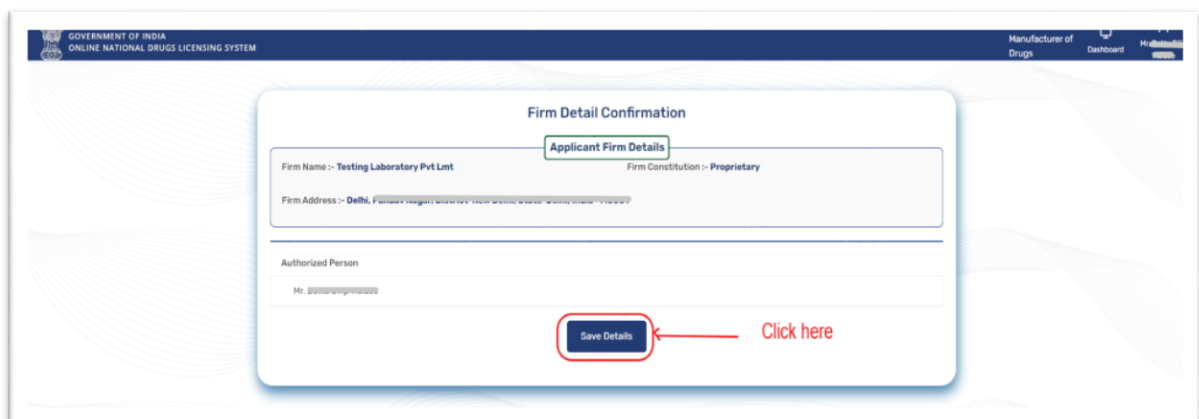 GOVERNMENT OF INDIA
ONLINE NATIONAL DRUGS LICENSING SYSTEM
Manufacturer of
Drugs
Dashboard
Firm Detail Confirmation
Applicant Firm Details
Firm Name :- Testing Laboratory Pvt Lmt
Firm Constitution :- Proprietary
Firm Address :- Delhi,
Authorized Person
Mr.
Save Details
Click here